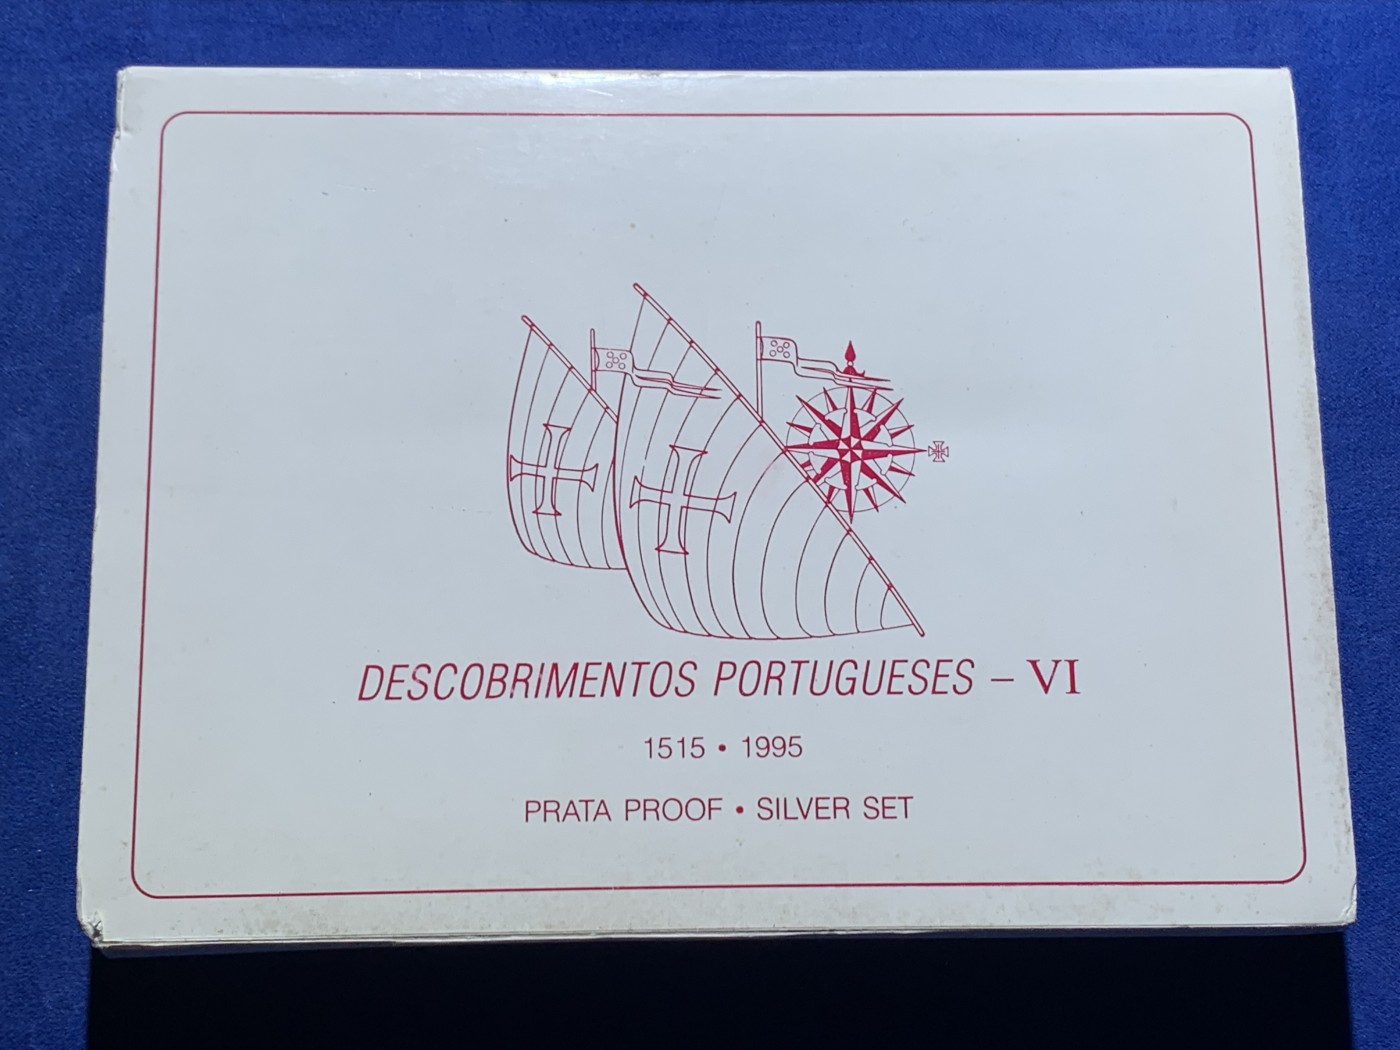 DESCOBRIMENTOS PORTUGUESES – VI
1515 • 1995
PRATA PROOF • SILVER SET